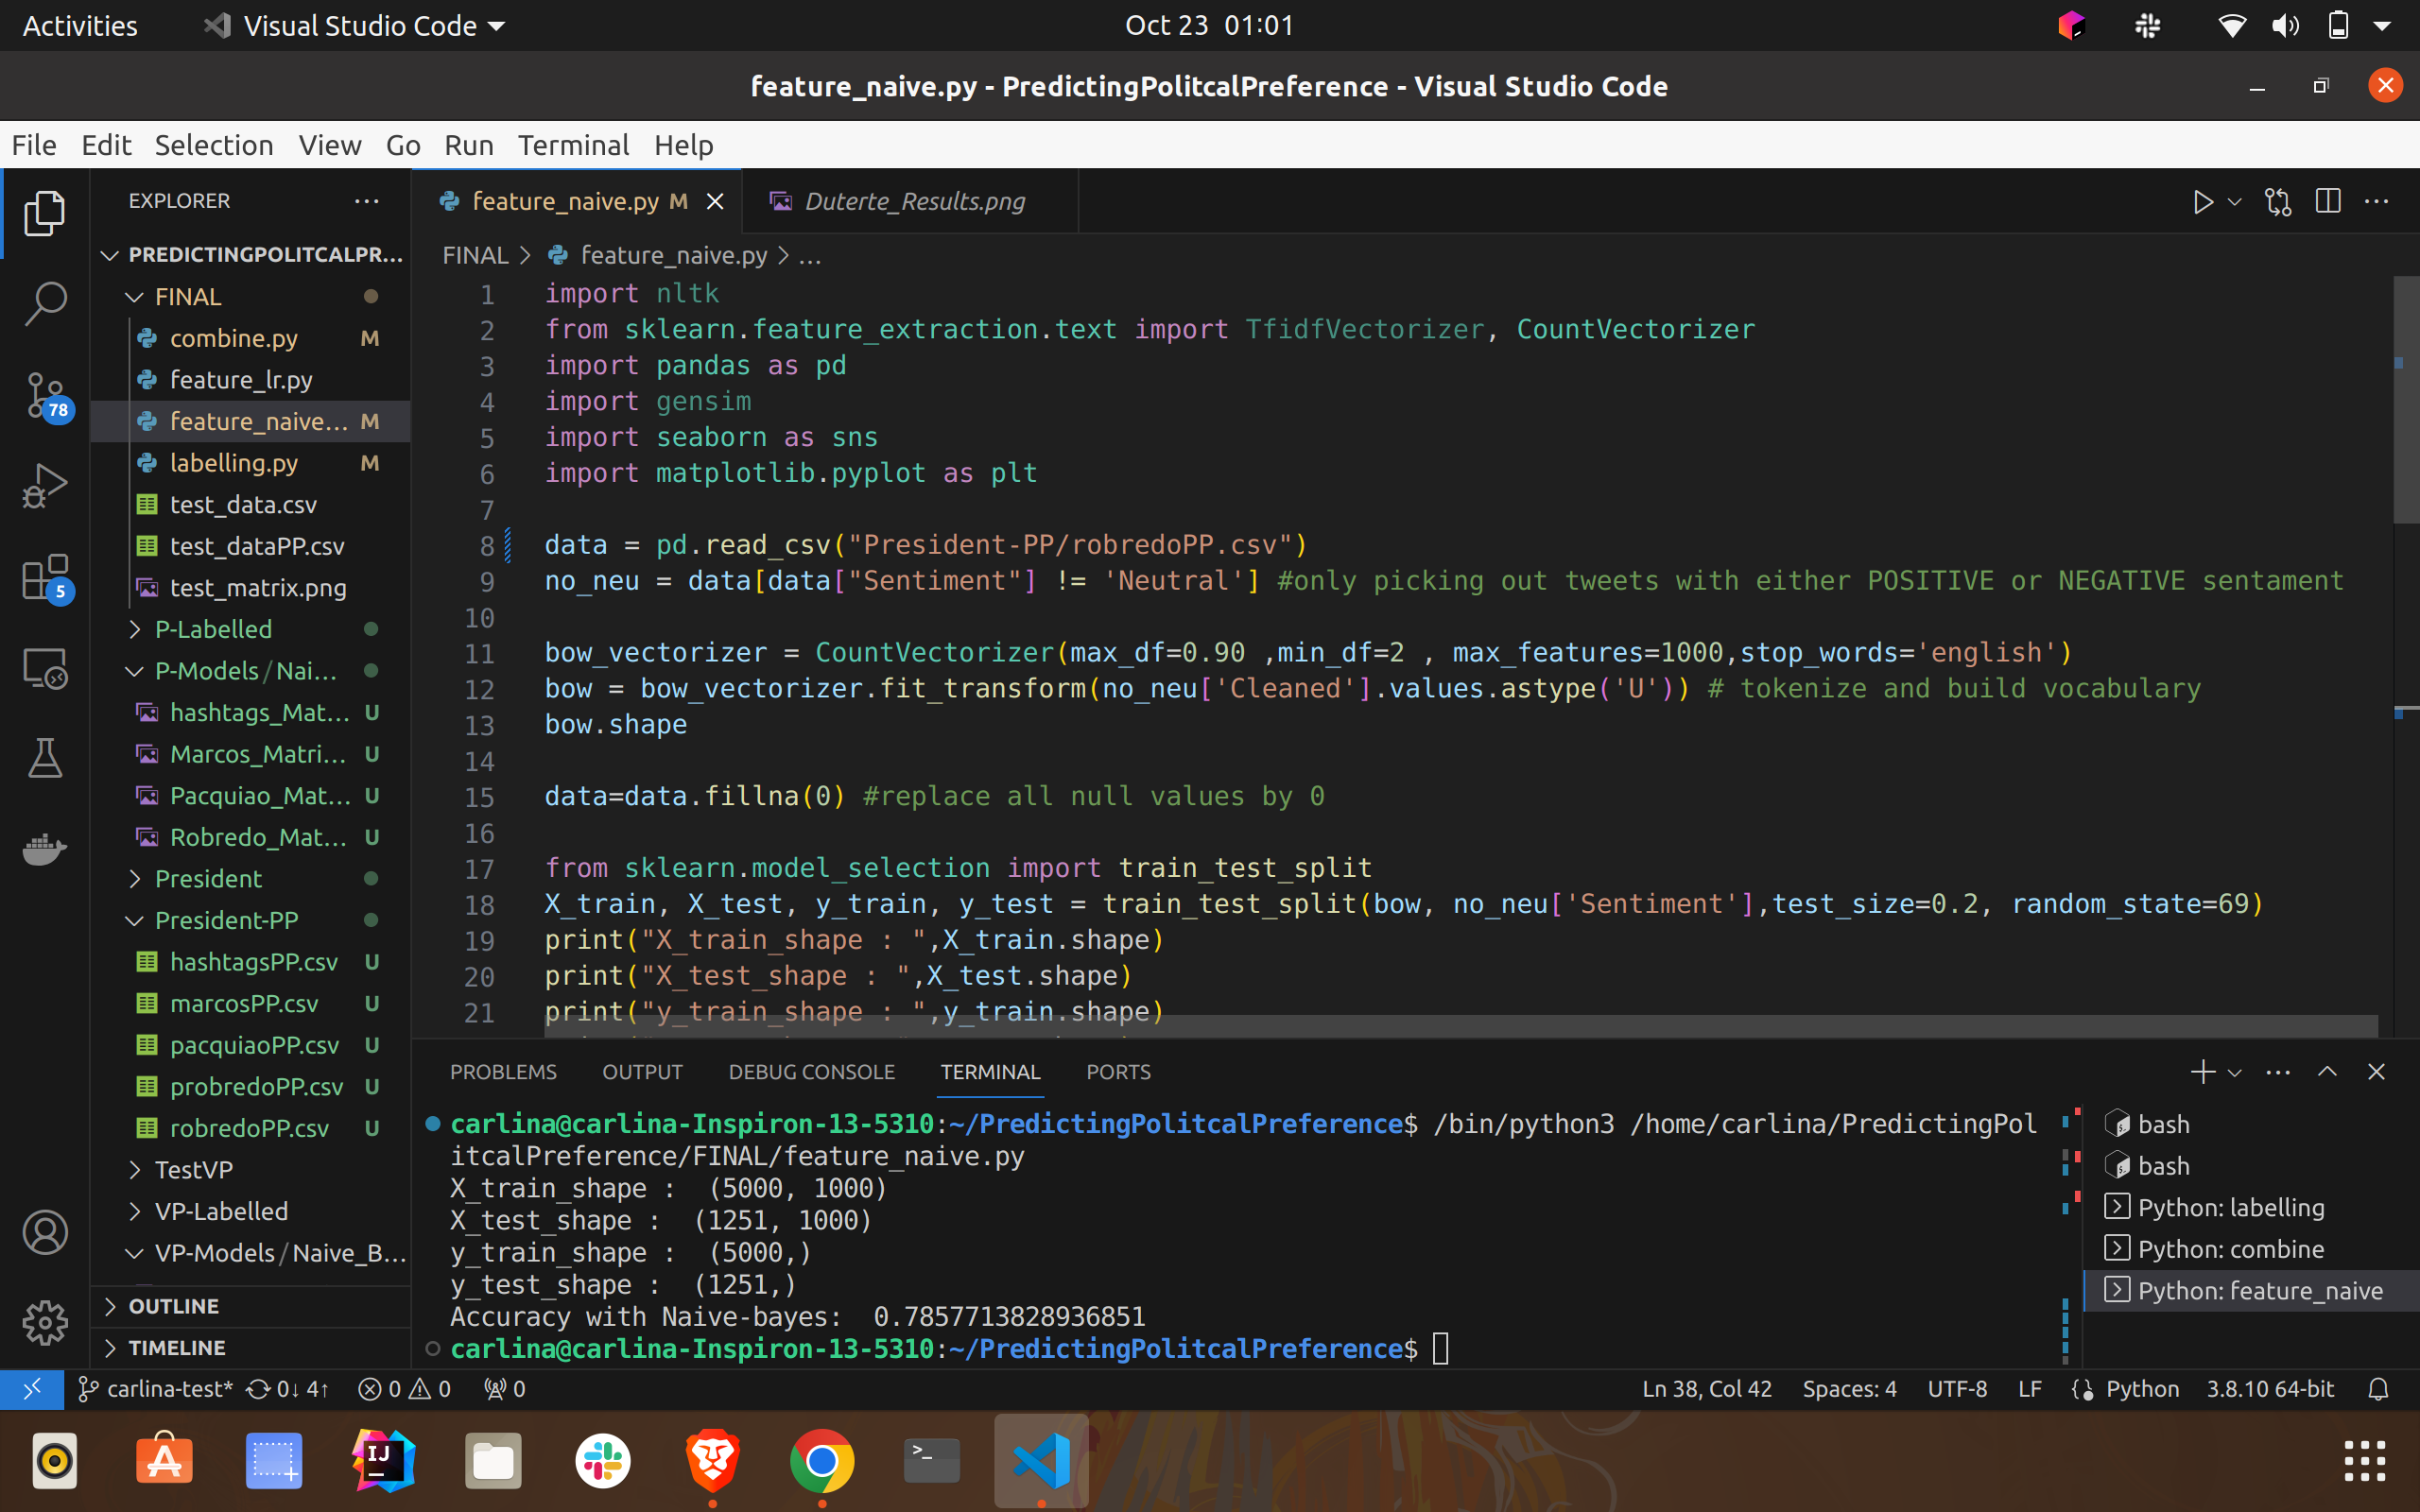 Activities
Visual Studio Code
Oct 23 01:01
feature_naive.py - PredictingPolitcalPreference - Visual Studio Code
File Edit Selection View Go Run Terminal Help
EXPLORER
PREDICTINGPOLITCALPR...
FINAL
combine.py M
feature_lr.py
feature_naive... M
labelling.py M
test_data.csv
test_dataPP.csv
test_matrix.png
P-Labelled
P-Models / Nai...
hashtags_Mat... U
Marcos_Matri... U
Pacquiao_Mat... U
Robredo_Mat... U
President
President-PP
hashtagsPP.csv U
marcosPP.csv U
pacquiaoPP.csv U
probredoPP.csv U
robredoPP.csv U
TestVP
VP-Labelled
VP-Models / Naive_B...
OUTLINE
TIMELINE
78
5
feature_naive.py M
Duterte_Results.png
FINAL > feature_naive.py > ...
1 import nltk
2 from sklearn.feature_extraction.text import TfidfVectorizer, CountVectorizer
3 import pandas as pd
4 import gensim
5 import seaborn as sns
6 import matplotlib.pyplot as plt
7
8 data = pd.read_csv("President-PP/robredoPP.csv")
9 no_neu = data[data["Sentiment"] != 'Neutral'] #only picking out tweets with either POSITIVE or NEGATIVE sentament
10
11 bow_vectorizer = CountVectorizer(max_df=0.90 ,min_df=2 , max_features=1000,stop_words='english')
12 bow = bow_vectorizer.fit_transform(no_neu['Cleaned'].values.astype('U')) # tokenize and build vocabulary
13 bow.shape
14
15 data=data.fillna(0) #replace all null values by 0
16
17 from sklearn.model_selection import train_test_split
18 X_train, X_test, y_train, y_test = train_test_split(bow, no_neu['Sentiment'],test_size=0.2, random_state=69)
19 print("X_train_shape : ",X_train.shape)
20 print("X_test_shape : ",X_test.shape)
21 print("y_train_shape : ",y_train.shape)
PROBLEMS OUTPUT DEBUG CONSOLE TERMINAL PORTS
carlina@carlina-Inspiron-13-5310:~/PredictingPolitcalPreference$ /bin/python3 /home/carlina/PredictingPol
itcalPreference/FINAL/feature_naive.py
X_train_shape :  (5000, 1000)
X_test_shape :  (1251, 1000)
y_train_shape :  (5000,)
y_test_shape :  (1251,)
Accuracy with Naive-bayes:  0.7857713828936851
carlina@carlina-Inspiron-13-5310:~/PredictingPolitcalPreference$
bash
bash
Python: labelling
Python: combine
Python: feature_naive
carlina-test* 0↓ 4↑ 0 0 0
Ln 38, Col 42 Spaces: 4 UTF-8 LF Python 3.8.10 64-bit
IJ